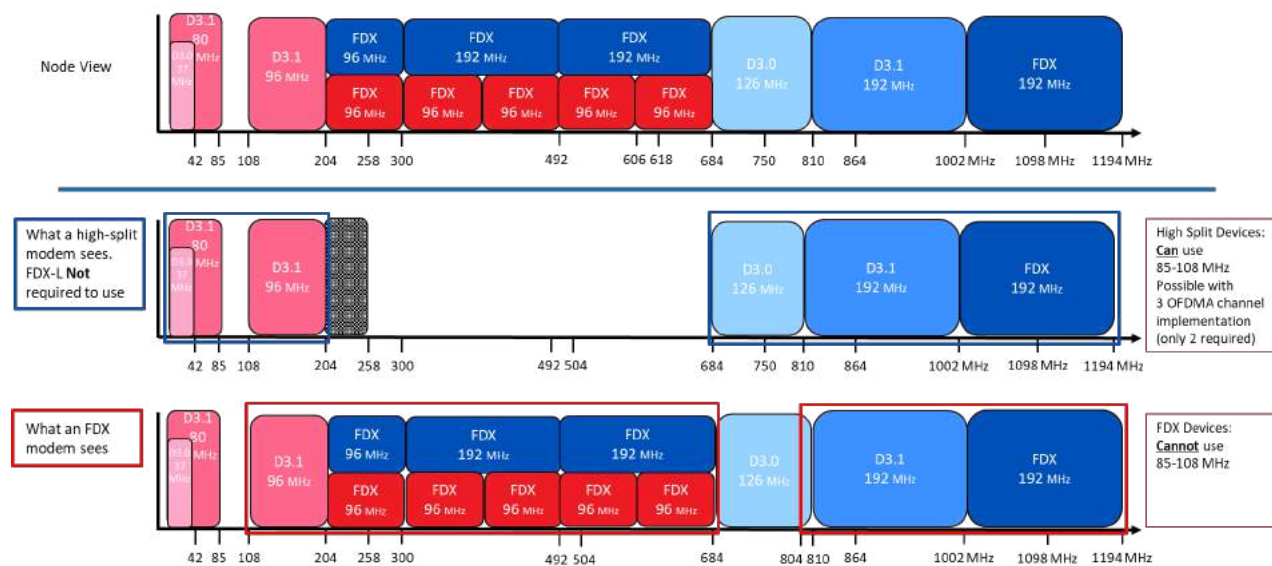 Node View
D3.1
80
MHz
D3.0
37
MHz
D3.1
96 MHz
FDX
96 MHz
FDX
192 MHz
FDX
192 MHz
FDX
96 MHz
FDX
96 MHz
FDX
96 MHz
FDX
96 MHz
FDX
96 MHz
D3.0
126 MHz
D3.1
192 MHz
FDX
192 MHz
42 85 108 204 258 300 492 606 618 684 750 810 864 1002 MHz 1098 MHz 1194 MHz
What a high-split
modem sees.
FDX-L Not
required to use
D3.1
80
MHz
D3.0
37
MHz
D3.1
96 MHz
D3.0
126 MHz
D3.1
192 MHz
FDX
192 MHz
42 85 108 204 258 300 492 504 684 750 810 864 1002 MHz 1098 MHz 1194 MHz
High Split Devices:
Can use
85-108 MHz
Possible with
3 OFDMA channel
implementation
(only 2 required)
What an FDX
modem sees
D3.1
80
MHz
D3.0
37
MHz
D3.1
96 MHz
FDX
96 MHz
FDX
192 MHz
FDX
192 MHz
FDX
96 MHz
FDX
96 MHz
FDX
96 MHz
FDX
96 MHz
FDX
96 MHz
D3.0
126 MHz
D3.1
192 MHz
FDX
192 MHz
42 85 108 204 258 300 492 504 684 804 810 864 1002 MHz 1098 MHz 1194 MHz
FDX Devices:
Cannot use
85-108 MHz